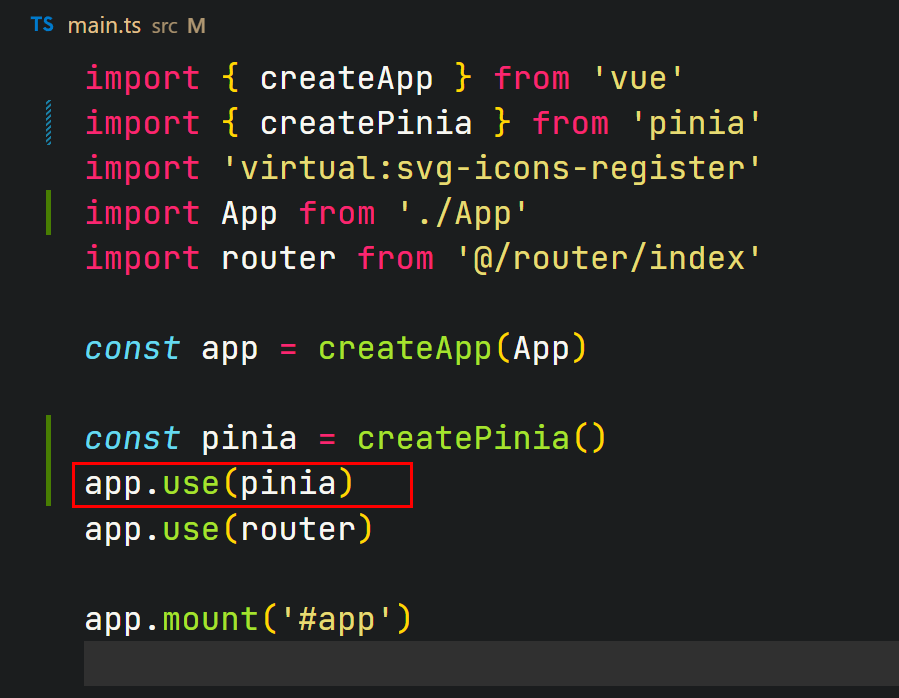 TS main.ts src M
import { createApp } from 'vue'
import { createPinia } from 'pinia'
import 'virtual:svg-icons-register'
import App from './App'
import router from '@/router/index'
const app = createApp(App)
const pinia = createPinia()
app.use(pinia)
app.use(router)
app.mount('#app')